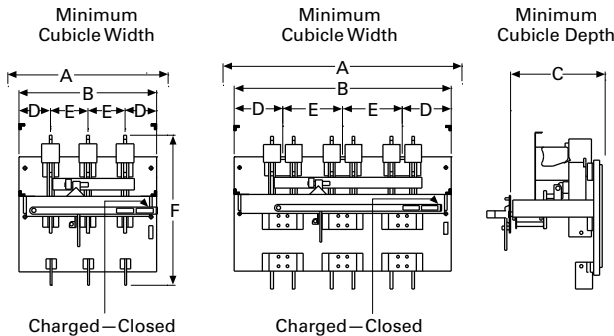 Minimum
Cubicle Width
Minimum
Cubicle Width
Minimum
Cubicle Depth
A
B
D E E D
F
A
B
D E E D
C
Charged—Closed
Charged—Closed